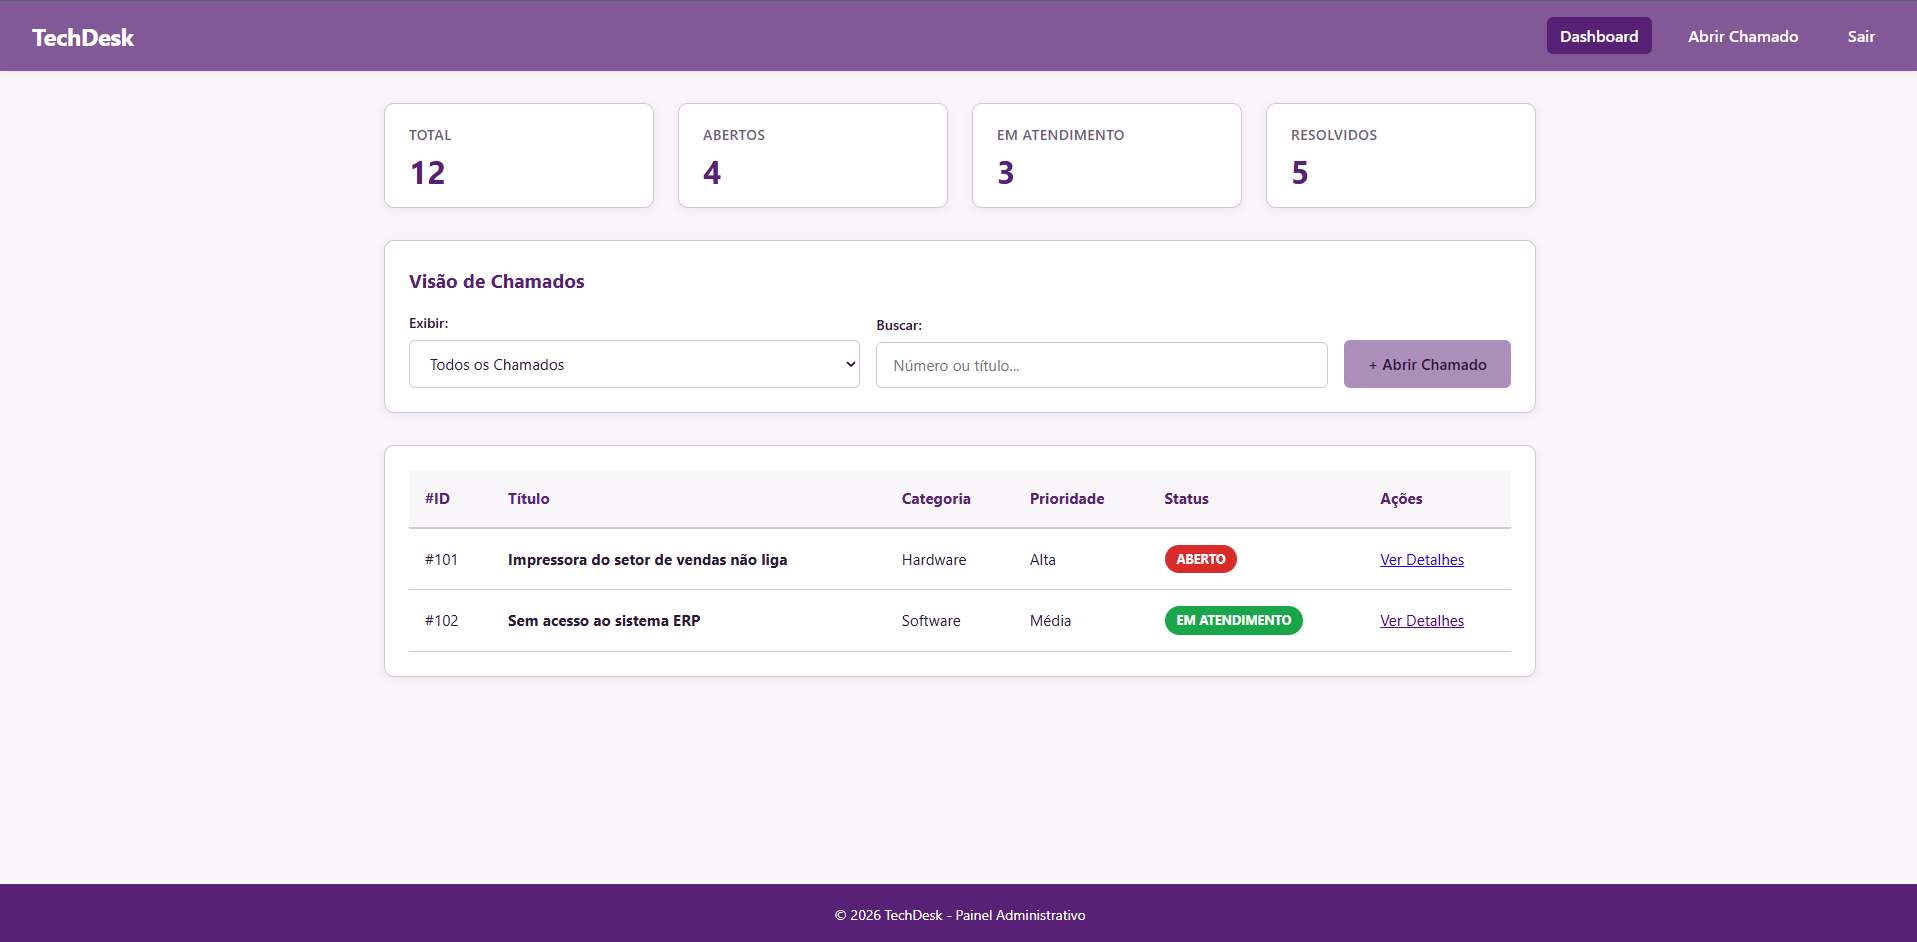 TechDesk
Dashboard
Abrir Chamado
Sair
TOTAL
ABERTOS
EM ATENDIMENTO
RESOLVIDOS
12
4
3
5
Visão de Chamados
Exibir:
Buscar:
Todos os Chamados
Número ou título...
+ Abrir Chamado
#ID Título Categoria Prioridade Status Ações
#101 Impressora do setor de vendas não liga Hardware Alta ABERTO Ver Detalhes
#102 Sem acesso ao sistema ERP Software Média EM ATENDIMENTO Ver Detalhes
© 2026 TechDesk - Painel Administrativo